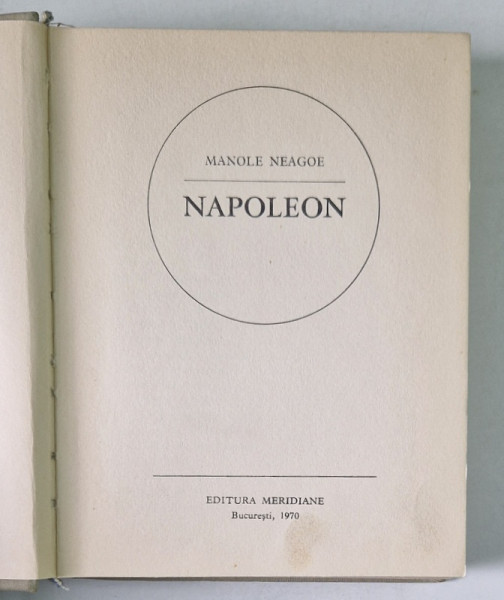 MANOLE NEAGOE
NAPOLEON
EDITURA MERIDIANE
București, 1970